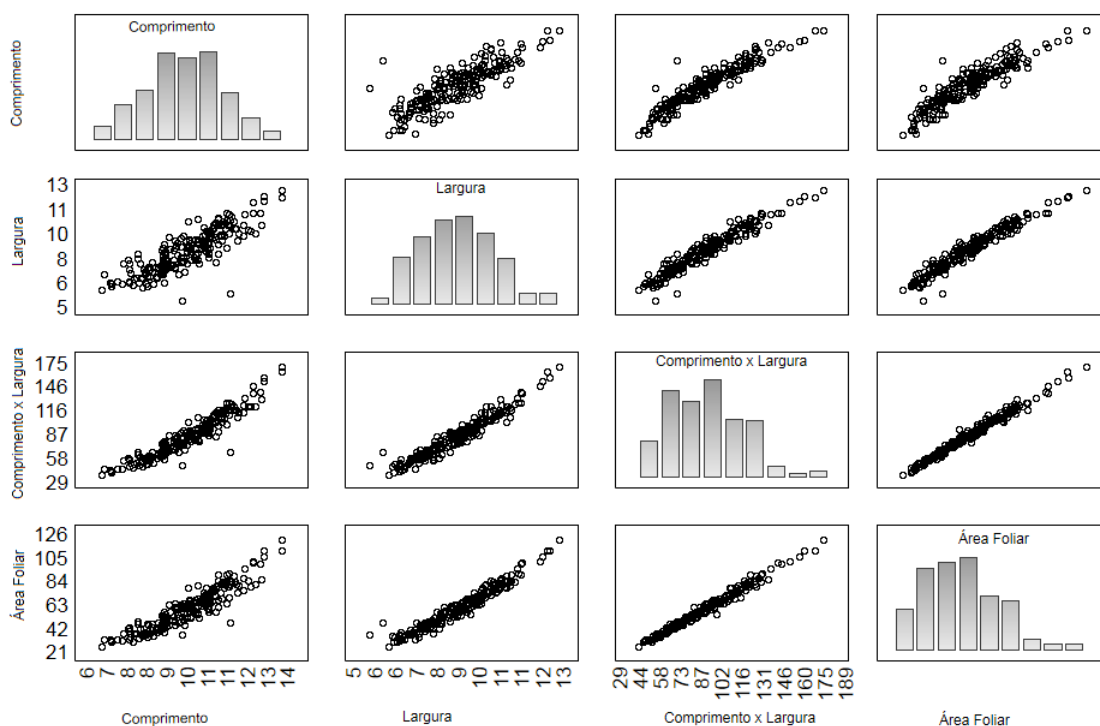 Comprimento
Comprimento
Largura
Largura
13
11
10
8
6
5
Comprimento x Largura
Comprimento x Largura
175
146
116
87
58
29
Área Foliar
Área Foliar
126
105
84
63
42
21
6 7 8 8 9 10 11 11 12 13 14
5 6 6 7 8 8 9 10 10 11 12 13
29 44 58 73 87 102 116 131 146 160 175 189
Comprimento
Largura
Comprimento x Largura
Área Foliar